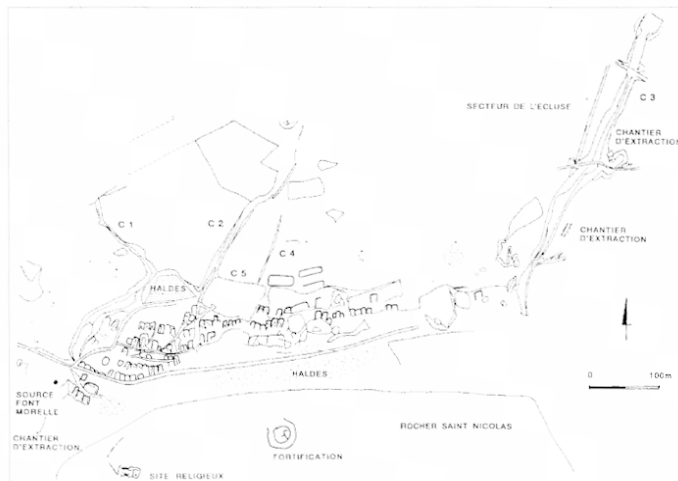 C 3
SECTEUR DE L'ECLUSE
CHANTIER
D'EXTRACTION
C 1
C 2
CHANTIER
D'EXTRACTION
C 4
C 5
HALDES
0 100m
HALDES
SOURCE
FONT
MORELLE
ROCHER SAINT NICOLAS
CHANTIER
D'EXTRACTION
FORTIFICATION
SITE RELIGIEUX